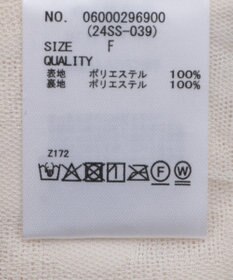 NO. 06000296900
(24SS-039)
SIZE F
QUALITY
表地 ポリエステル 100%
裏地 ポリエステル 100%
Z172
F W